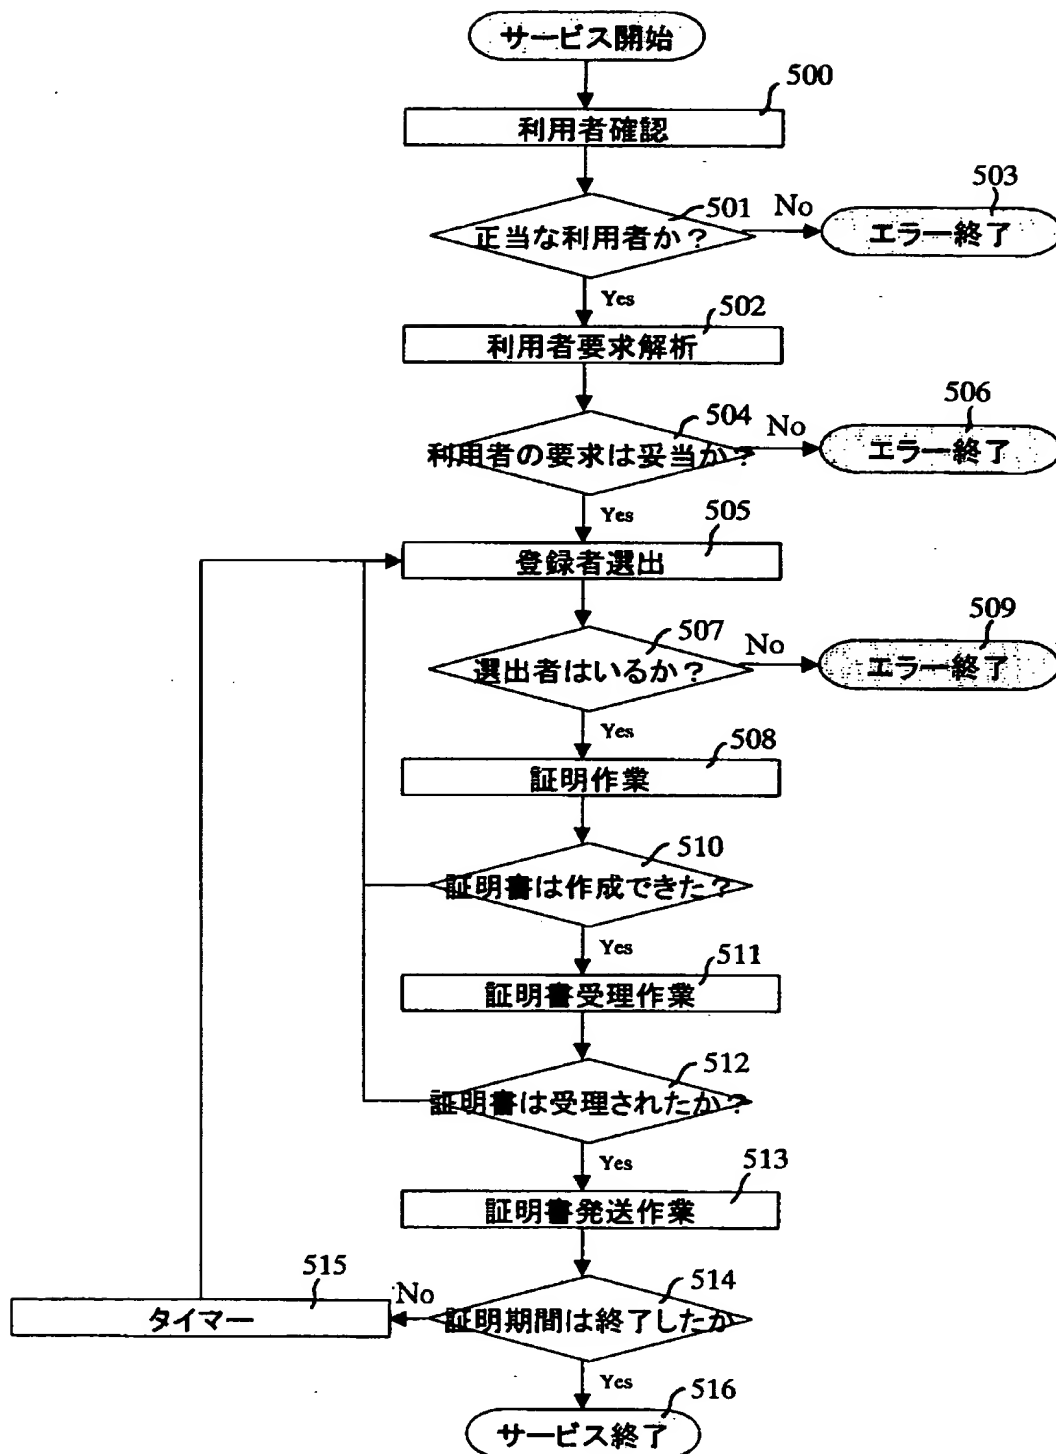 サービス開始
500
利用者確認
503
501
No
正当な利用者か？
エラー終了
Yes
502
利用者要求解析
506
504
No
利用者の要求は妥当か？
エラー終了
Yes
505
登録者選出
509
507
No
選出者はいるか？
エラー終了
Yes
508
証明作業
510
証明書は作成できた？
Yes
511
証明書受理作業
512
証明書は受理されたか？
Yes
513
証明書発送作業
515
514
No
タイマー
証明期間は終了したか
Yes
516
サービス終了